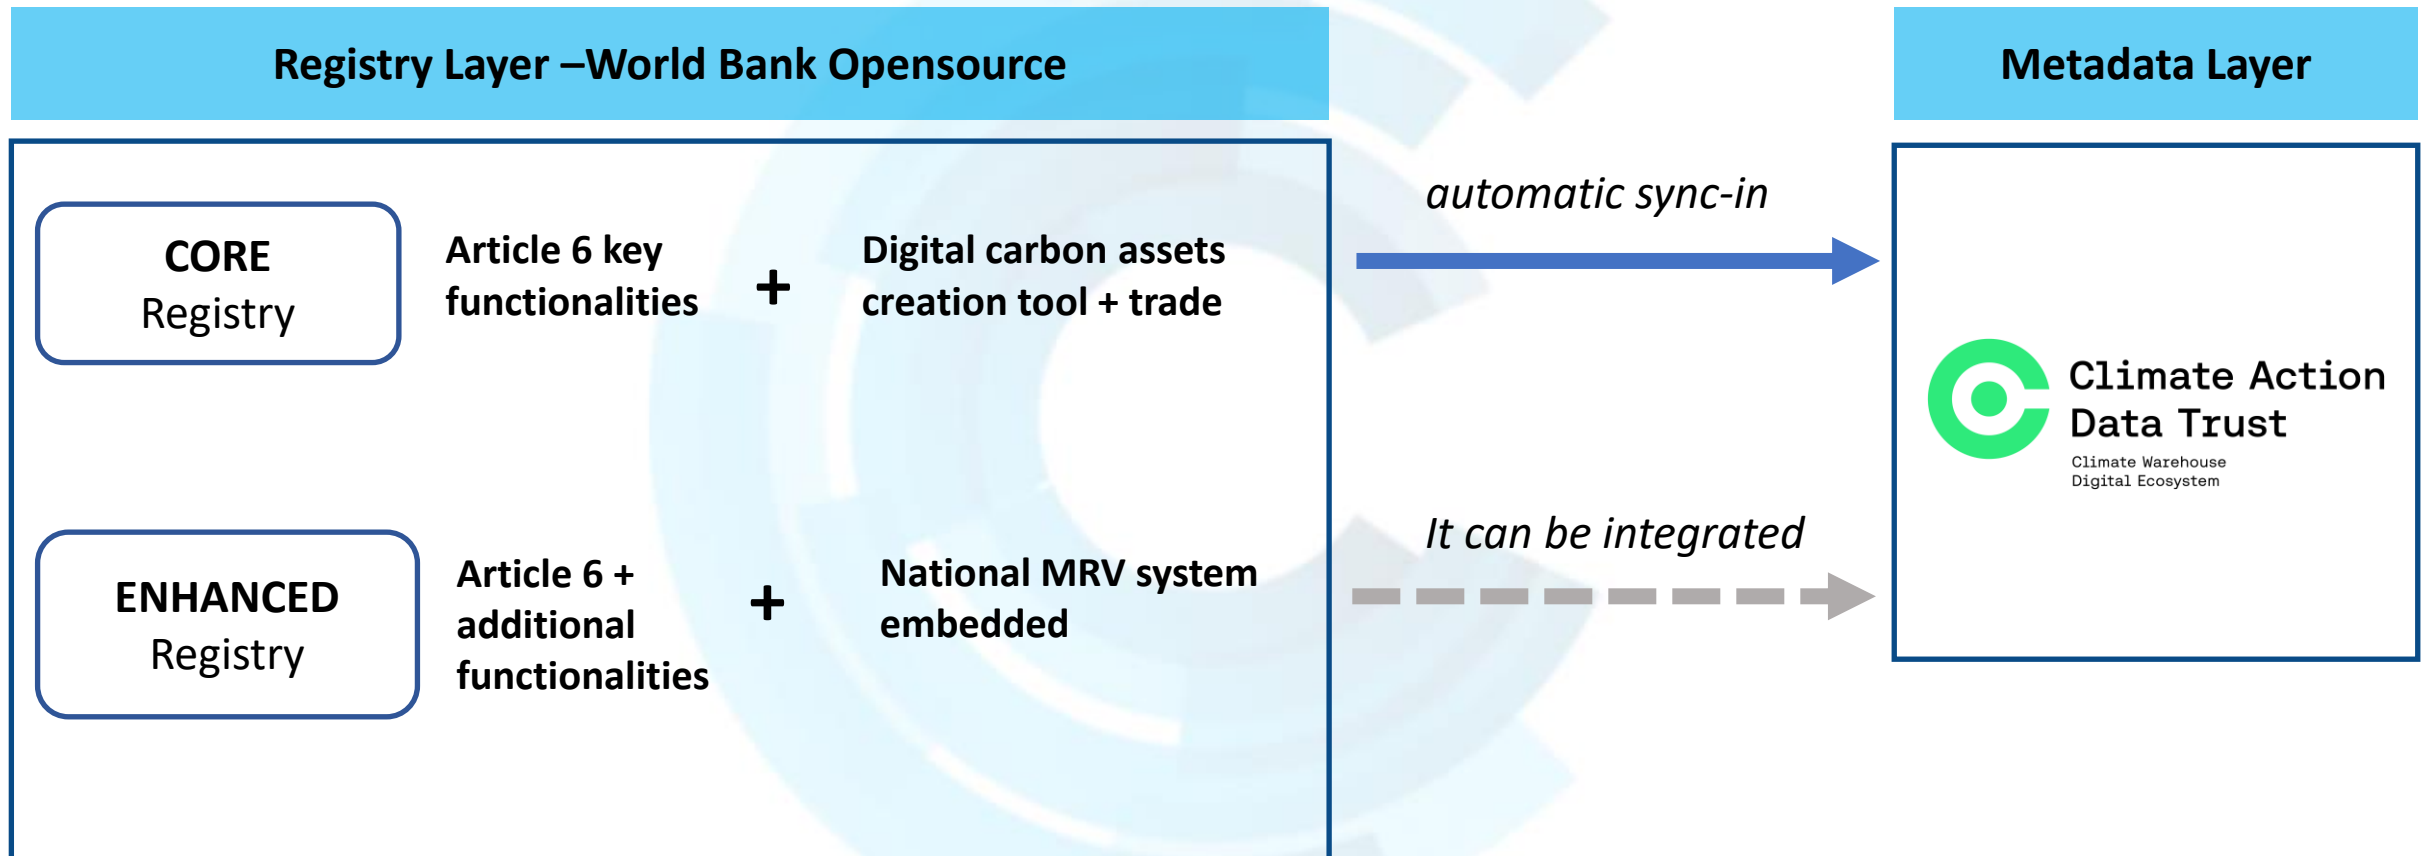 Registry Layer –World Bank Opensource
Metadata Layer
CORE
Registry
Article 6 key
functionalities
+
Digital carbon assets
creation tool + trade
automatic sync-in
Climate Action
Data Trust
Climate Warehouse
Digital Ecosystem
ENHANCED
Registry
Article 6 +
additional
functionalities
+
National MRV system
embedded
It can be integrated